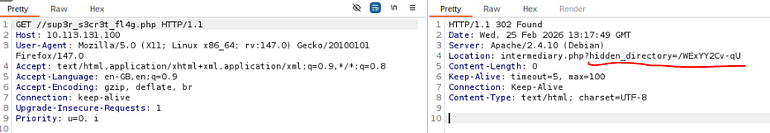 Pretty Raw Hex
\n
1 GET //sup3r_s3cr3t_fl4g.php HTTP/1.1
2 Host: 10.113.131.100
3 User-Agent: Mozilla/5.0 (X11; Linux x86_64; rv:147.0) Gecko/20100101
Firefox/147.0
4 Accept: text/html,application/xhtml+xml,application/xml;q=0.9,*/*;q=0.8
5 Accept-Language: en-GB,en;q=0.9
6 Accept-Encoding: gzip, deflate, br
7 Connection: keep-alive
8 Upgrade-Insecure-Requests: 1
9 Priority: u=0, i
10
Pretty Raw Hex Render
1 HTTP/1.1 302 Found
2 Date: Wed, 25 Feb 2026 13:17:49 GMT
3 Server: Apache/2.4.10 (Debian)
4 Location: intermediary.php?hidden_directory=/WExYY2Cv-qU
5 Content-Length: 0
6 Keep-Alive: timeout=5, max=100
7 Connection: Keep-Alive
8 Content-Type: text/html; charset=UTF-8
9
10